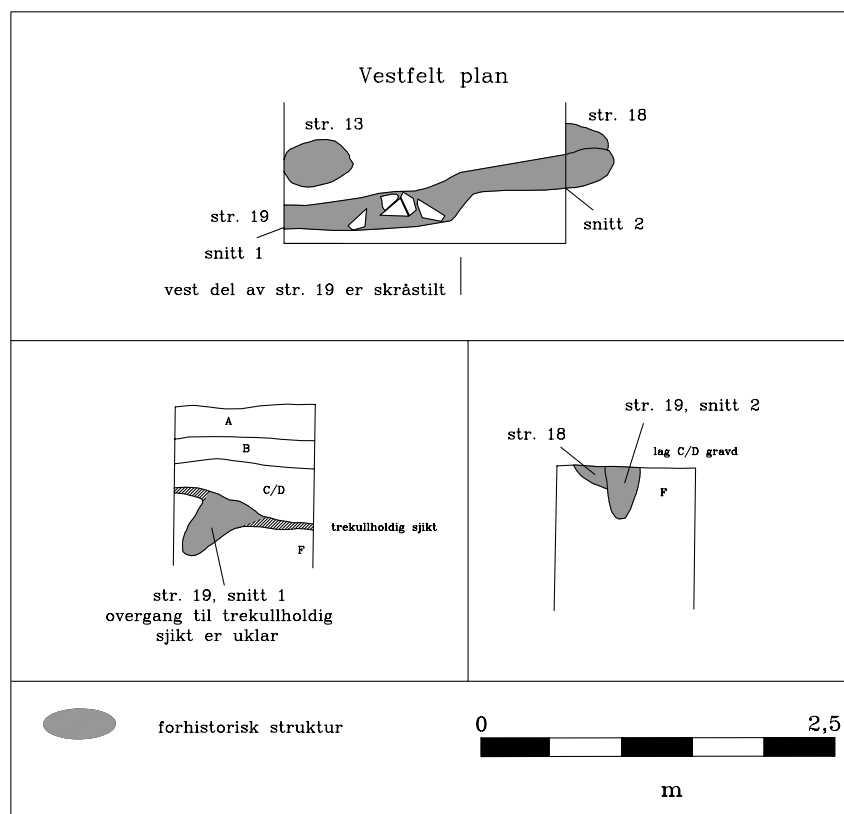 Vestfelt plan
str. 13
str. 18
str. 19
snitt 1
snitt 2
vest del av str. 19 er skråstilt
A
B
C/D
trekullholdig sjikt
F
str. 19, snitt 1
overgang til trekullholdig
sjikt er uklar
str. 19, snitt 2
str. 18
lag C/D gravd
F
forhistorisk struktur
0
2,5
m